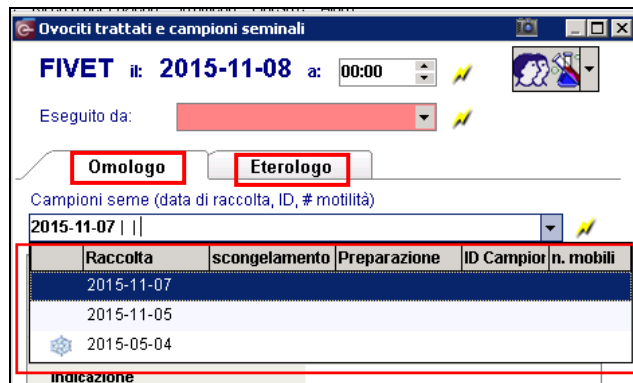 Ovociti trattati e campioni seminali
FIVET il: 2015-11-08 a: 00:00
Eseguito da:
Omologo Eterologo
Campioni seme (data di raccolta, ID, # motilità)
2015-11-07 | |
Raccolta scongelamento Preparazione ID Campior n. mobili
2015-11-07
2015-11-05
2015-05-04
Indicazione